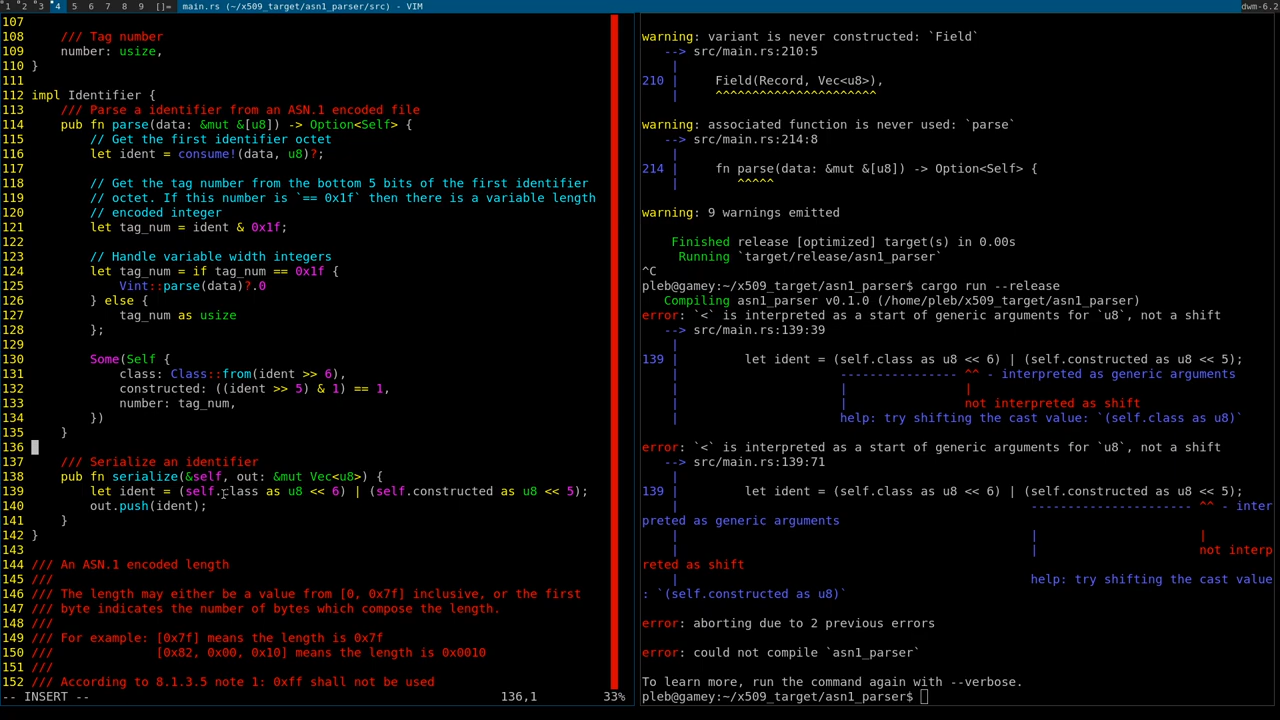 1 2 3 4 5 6 7 8 9 []= main.rs (~/x509_target/asn1_parser/src) - VIM dwm-6.2
107
108     /// Tag number
109     number: usize,
110 }
111
112 impl Identifier {
113     /// Parse a identifier from an ASN.1 encoded file
114     pub fn parse(data: &mut &[u8]) -> Option<Self> {
115         // Get the first identifier octet
116         let ident = consume!(data, u8)?;
117
118         // Get the tag number from the bottom 5 bits of the first identifier
119         // octet. If this number is `== 0x1f` then there is a variable length
120         // encoded integer
121         let tag_num = ident & 0x1f;
122
123         // Handle variable width integers
124         let tag_num = if tag_num == 0x1f {
125             Vint::parse(data)?.0
126         } else {
127             tag_num as usize
128         };
129
130         Some(Self {
131             class: Class::from(ident >> 6),
132             constructed: ((ident >> 5) & 1) == 1,
133             number: tag_num,
134         })
135     }
136
137     /// Serialize an identifier
138     pub fn serialize(&self, out: &mut Vec<u8>) {
139         let ident = (self.class as u8 << 6) | (self.constructed as u8 << 5);
140         out.push(ident);
141     }
142 }
143
144 /// An ASN.1 encoded length
145 ///
146 /// The length may either be a value from [0, 0x7f] inclusive, or the first
147 /// byte indicates the number of bytes which compose the length.
148 ///
149 /// For example: [0x7f] means the length is 0x7f
150 ///              [0x82, 0x00, 0x10] means the length is 0x0010
151 ///
152 /// According to 8.1.3.5 note 1: 0xff shall not be used
-- INSERT -- 136,1 33%
warning: variant is never constructed: `Field`
   --> src/main.rs:210:5
    |
210 |     Field(Record, Vec<u8>),
    |     ^^^^^^^^^^^^^^^^^^^^^^
warning: associated function is never used: `parse`
   --> src/main.rs:214:8
    |
214 |     fn parse(data: &mut &[u8]) -> Option<Self> {
    |        ^^^^^
warning: 9 warnings emitted
    Finished release [optimized] target(s) in 0.00s
     Running `target/release/asn1_parser`
^C
pleb@gamey:~/x509_target/asn1_parser$ cargo run --release
   Compiling asn1_parser v0.1.0 (/home/pleb/x509_target/asn1_parser)
error: `<` is interpreted as a start of generic arguments for `u8`, not a shift
   --> src/main.rs:139:39
    |
139 |         let ident = (self.class as u8 << 6) | (self.constructed as u8 << 5);
    |                      ---------------- ^^ - interpreted as generic arguments
    |                      |                |
    |                      |                not interpreted as shift
    |                      help: try shifting the cast value: `(self.class as u8)`
error: `<` is interpreted as a start of generic arguments for `u8`, not a shift
   --> src/main.rs:139:71
    |
139 |         let ident = (self.class as u8 << 6) | (self.constructed as u8 << 5);
    |                                                ---------------------- ^^ - inter
preted as generic arguments
    |                                                |                      |
    |                                                |                      not interp
reted as shift
    |                                                help: try shifting the cast value
: `(self.constructed as u8)`
error: aborting due to 2 previous errors
error: could not compile `asn1_parser`
To learn more, run the command again with --verbose.
pleb@gamey:~/x509_target/asn1_parser$